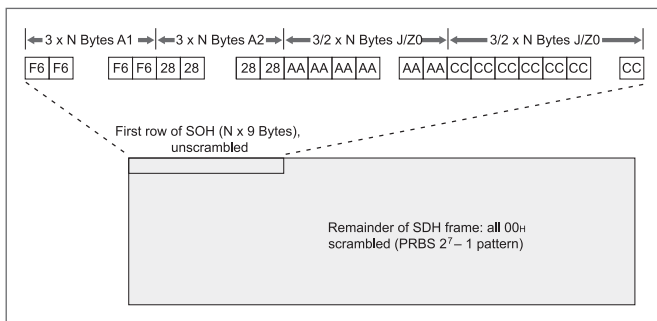 3 x N Bytes A1 3 x N Bytes A2 3/2 x N Bytes J/Z0 3/2 x N Bytes J/Z0
F6 F6 F6 F6 28 28 28 28 AA AA AA AA AA AA CC CC CC CC CC CC CC
First row of SOH (N x 9 Bytes),
unscrambled
Remainder of SDH frame: all 00H
scrambled (PRBS 2⁷– 1 pattern)